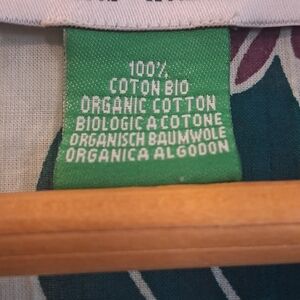 100%
COTON BIO
ORGANIC COTTON
BIOLOGICA COTONE
ORGANISCH BAUMWOLE
ORGANICA ALGODON